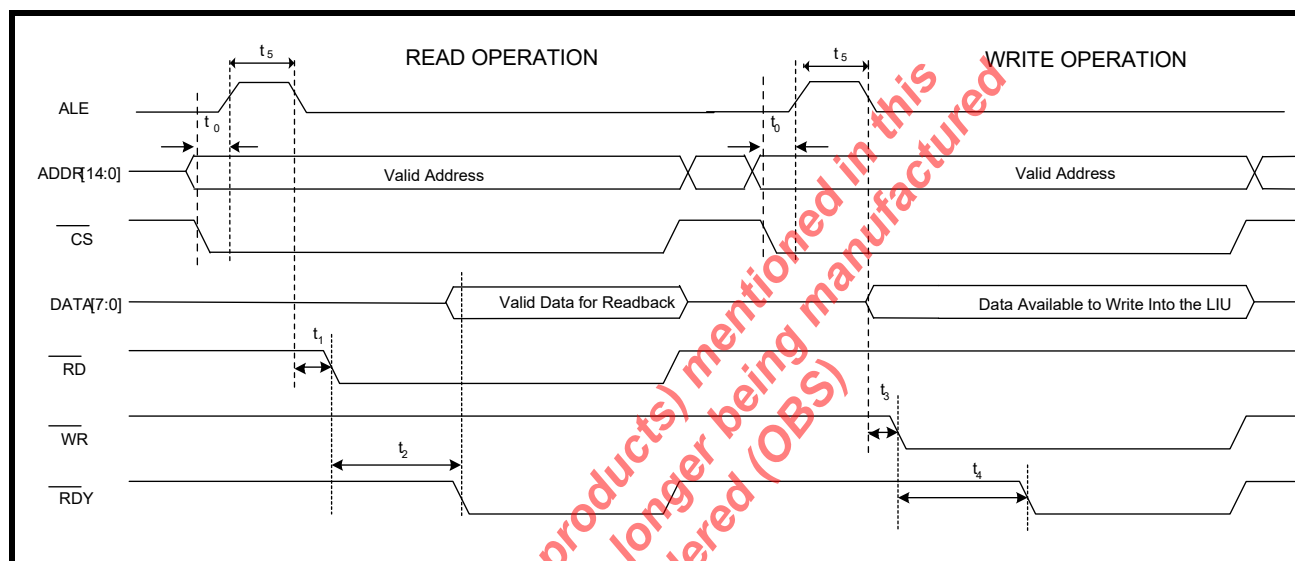 READ OPERATION
WRITE OPERATION
t5
t5
ALE
t0
t0
ADDR[14:0]
Valid Address
Valid Address
CS
DATA[7:0]
Valid Data for Readback
Data Available to Write Into the LIU
t1
RD
t3
WR
t2
t4
RDY
products) mentioned in this
longer being manufactured
dered (OBS)